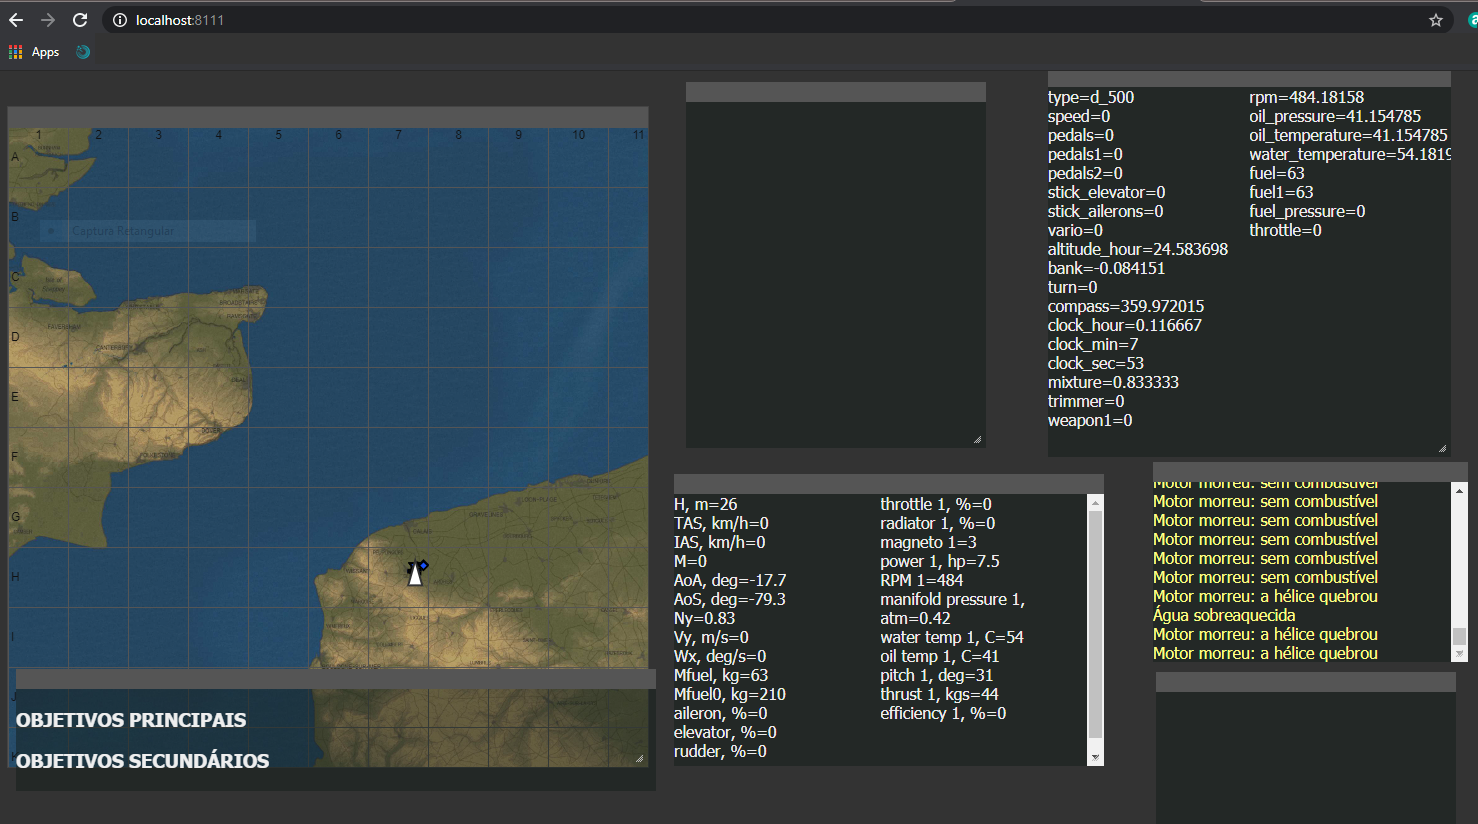 localhost:8111
Apps
1 2 3 4 5 6 7 8 9 10 11
A
B
Captura Retangular
C
D
E
F
G
H
I
J
K
CANTERBURY
DEAL
DOVER
OBJETIVOS PRINCIPAIS
OBJETIVOS SECUNDÁRIOS
type=d_500
speed=0
pedals=0
pedals1=0
pedals2=0
stick_elevator=0
stick_ailerons=0
vario=0
altitude_hour=24.583698
bank=-0.084151
turn=0
compass=359.972015
clock_hour=0.116667
clock_min=7
clock_sec=53
mixture=0.833333
trimmer=0
weapon1=0
rpm=484.18158
oil_pressure=41.154785
oil_temperature=41.154785
water_temperature=54.1819
fuel=63
fuel1=63
fuel_pressure=0
throttle=0
H, m=26
TAS, km/h=0
IAS, km/h=0
M=0
AoA, deg=-17.7
AoS, deg=-79.3
Ny=0.83
Vy, m/s=0
Wx, deg/s=0
Mfuel, kg=63
Mfuel0, kg=210
aileron, %=0
elevator, %=0
rudder, %=0
throttle 1, %=0
radiator 1, %=0
magneto 1=3
power 1, hp=7.5
RPM 1=484
manifold pressure 1,
atm=0.42
water temp 1, C=54
oil temp 1, C=41
pitch 1, deg=31
thrust 1, kgs=44
efficiency 1, %=0
Motor morreu: sem combustível
Motor morreu: sem combustível
Motor morreu: sem combustível
Motor morreu: sem combustível
Motor morreu: sem combustível
Motor morreu: sem combustível
Motor morreu: a hélice quebrou
Água sobreaquecida
Motor morreu: a hélice quebrou
Motor morreu: a hélice quebrou